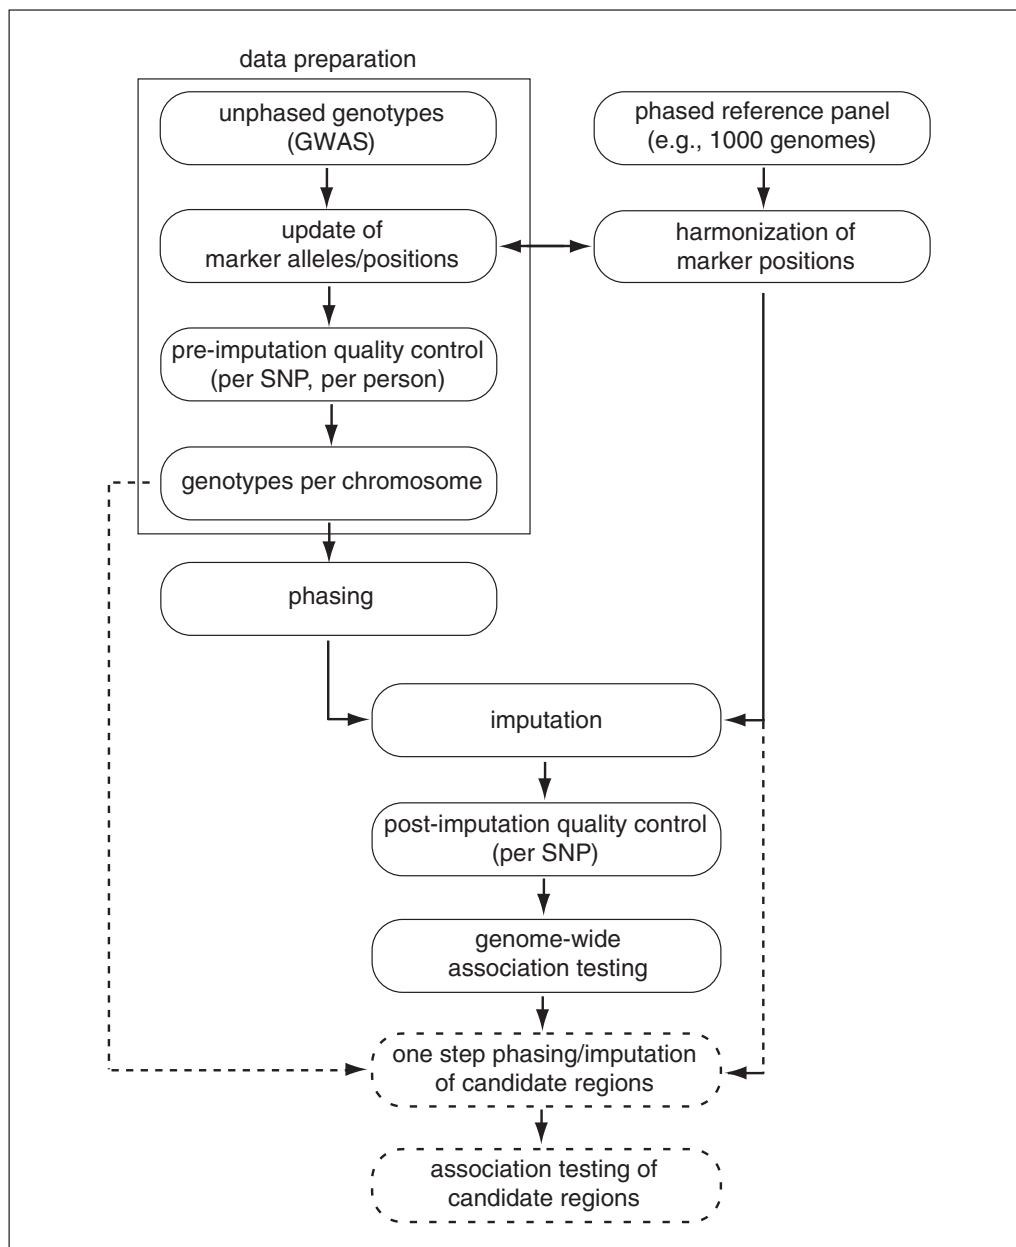 data preparation
unphased genotypes
(GWAS)
phased reference panel
(e.g., 1000 genomes)
update of
marker alleles/positions
harmonization of
marker positions
pre-imputation quality control
(per SNP, per person)
genotypes per chromosome
phasing
imputation
post-imputation quality control
(per SNP)
genome-wide
association testing
one step phasing/imputation
of candidate regions
association testing of
candidate regions